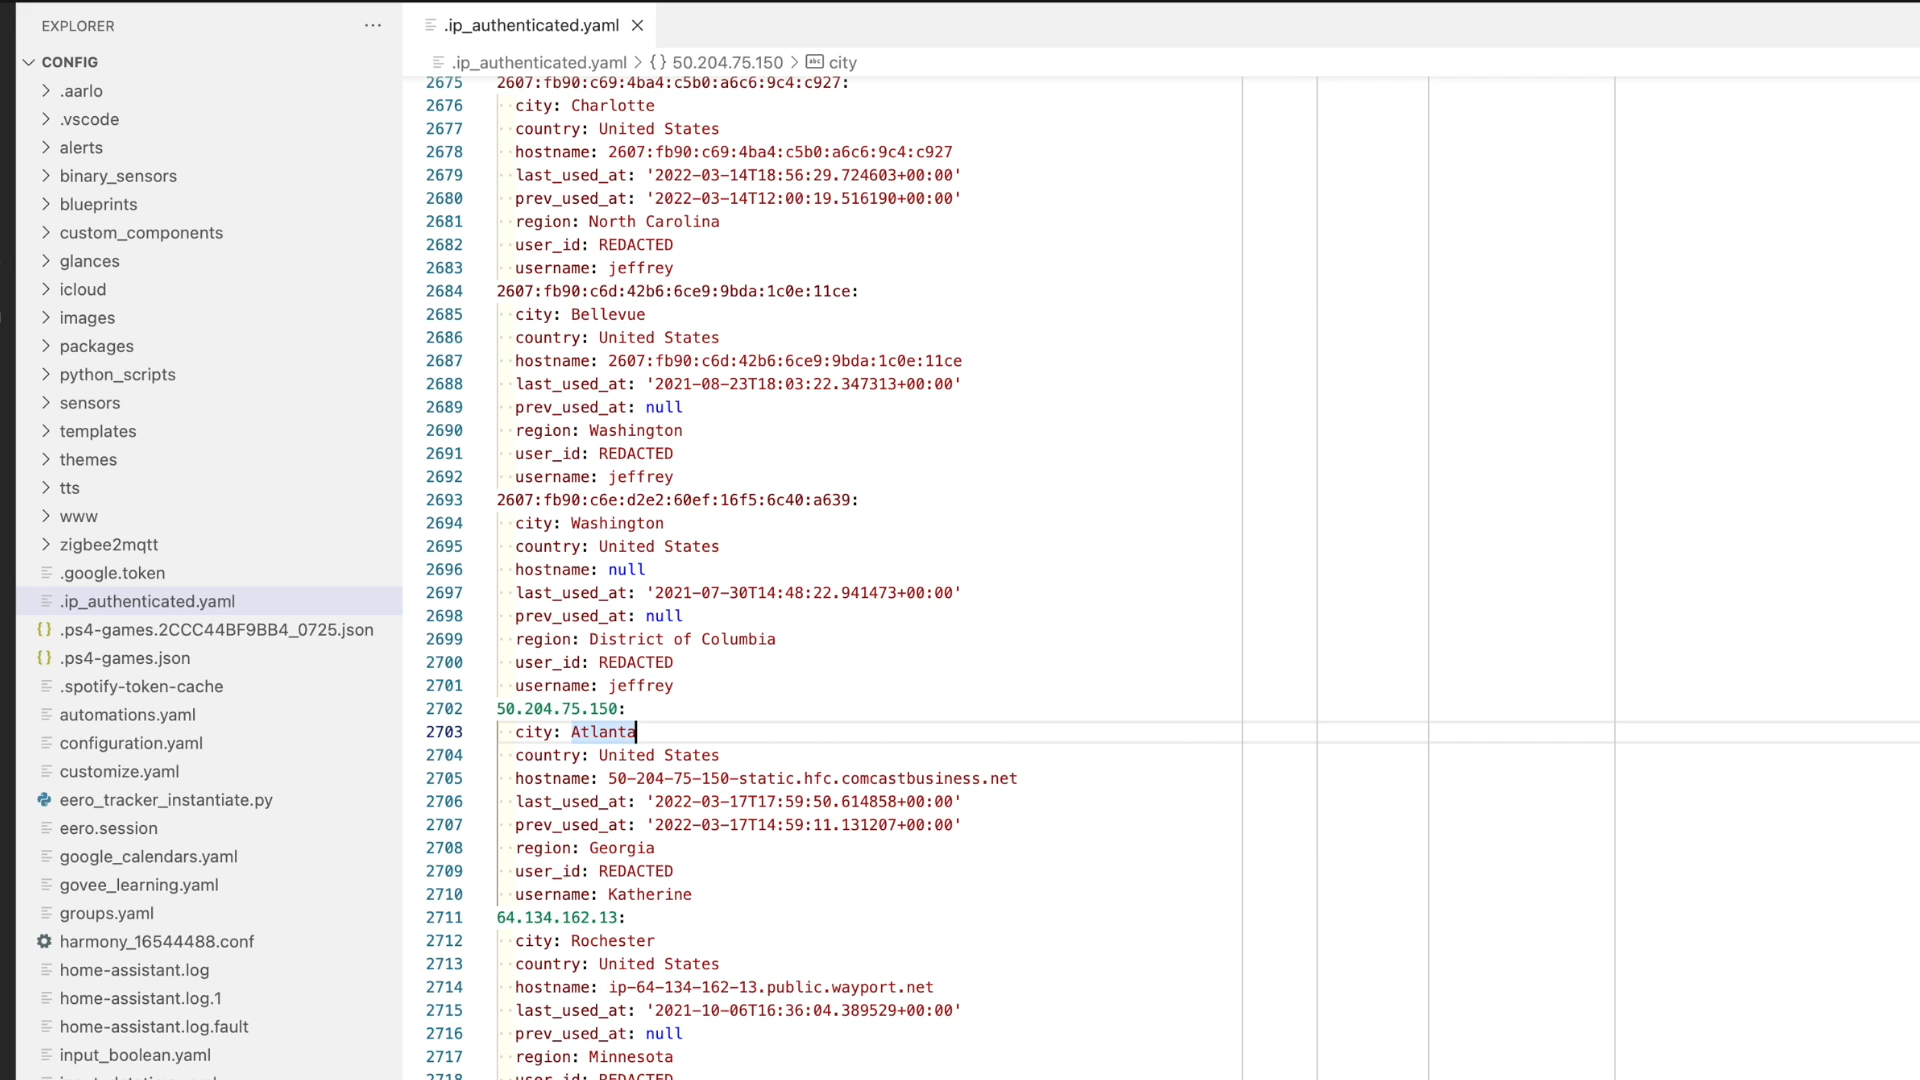 EXPLORER
CONFIG
.aarlo
.vscode
alerts
binary_sensors
blueprints
custom_components
glances
icloud
images
packages
python_scripts
sensors
templates
themes
tts
www
zigbee2mqtt
.google.token
.ip_authenticated.yaml
.ps4-games.2CCC44BF9BB4_0725.json
.ps4-games.json
.spotify-token-cache
automations.yaml
configuration.yaml
customize.yaml
eero_tracker_instantiate.py
eero.session
google_calendars.yaml
govee_learning.yaml
groups.yaml
harmony_16544488.conf
home-assistant.log
home-assistant.log.1
home-assistant.log.fault
input_boolean.yaml
.ip_authenticated.yaml
.ip_authenticated.yaml > {} 50.204.75.150 > abc city
2675 2607:fb90:c69:4ba4:c5b0:a6c6:9c4:c927:
2676 city: Charlotte
2677 country: United States
2678 hostname: 2607:fb90:c69:4ba4:c5b0:a6c6:9c4:c927
2679 last_used_at: '2022-03-14T18:56:29.724603+00:00'
2680 prev_used_at: '2022-03-14T12:00:19.516190+00:00'
2681 region: North Carolina
2682 user_id: REDACTED
2683 username: jeffrey
2684 2607:fb90:c6d:42b6:6ce9:9bda:1c0e:11ce:
2685 city: Bellevue
2686 country: United States
2687 hostname: 2607:fb90:c6d:42b6:6ce9:9bda:1c0e:11ce
2688 last_used_at: '2021-08-23T18:03:22.347313+00:00'
2689 prev_used_at: null
2690 region: Washington
2691 user_id: REDACTED
2692 username: jeffrey
2693 2607:fb90:c6e:d2e2:60ef:16f5:6c40:a639:
2694 city: Washington
2695 country: United States
2696 hostname: null
2697 last_used_at: '2021-07-30T14:48:22.941473+00:00'
2698 prev_used_at: null
2699 region: District of Columbia
2700 user_id: REDACTED
2701 username: jeffrey
2702 50.204.75.150:
2703 city: Atlanta
2704 country: United States
2705 hostname: 50-204-75-150-static.hfc.comcastbusiness.net
2706 last_used_at: '2022-03-17T17:59:50.614858+00:00'
2707 prev_used_at: '2022-03-17T14:59:11.131207+00:00'
2708 region: Georgia
2709 user_id: REDACTED
2710 username: Katherine
2711 64.134.162.13:
2712 city: Rochester
2713 country: United States
2714 hostname: ip-64-134-162-13.public.wayport.net
2715 last_used_at: '2021-10-06T16:36:04.389529+00:00'
2716 prev_used_at: null
2717 region: Minnesota
2718 user_id: REDACTED